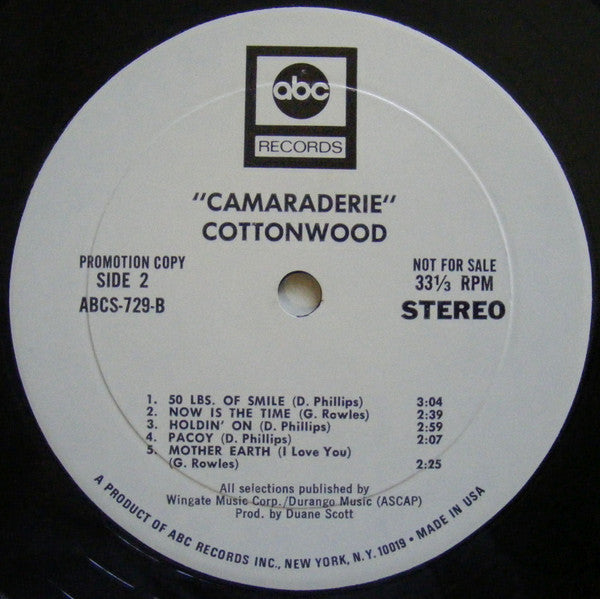 abc
RECORDS
"CAMARADERIE"
COTTONWOOD
PROMOTION COPY
SIDE 2
ABCS-729-B
NOT FOR SALE
33⅓ RPM
STEREO
1. 50 LBS. OF SMILE (D. Phillips) 3:04
2. NOW IS THE TIME (G. Rowles) 2:39
3. HOLDIN' ON (D. Phillips) 2:59
4. PACOY (D. Phillips) 2:07
5. MOTHER EARTH (I Love You)
(G. Rowles) 2:25
All selections published by
Wingate Music Corp./Durango Music (ASCAP)
Prod. by Duane Scott
A PRODUCT OF ABC RECORDS INC., NEW YORK, N.Y. 10019 • MADE IN USA